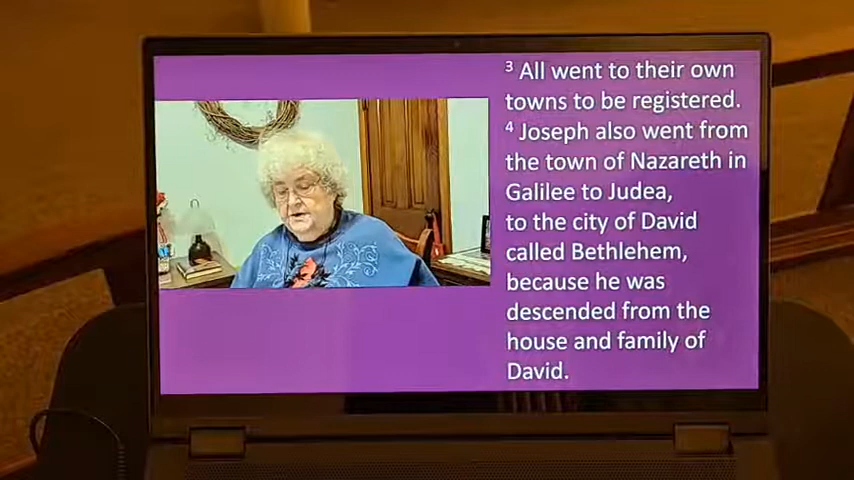 ³ All went to their own
towns to be registered.
⁴ Joseph also went from
the town of Nazareth in
Galilee to Judea,
to the city of David
called Bethlehem,
because he was
descended from the
house and family of
David.